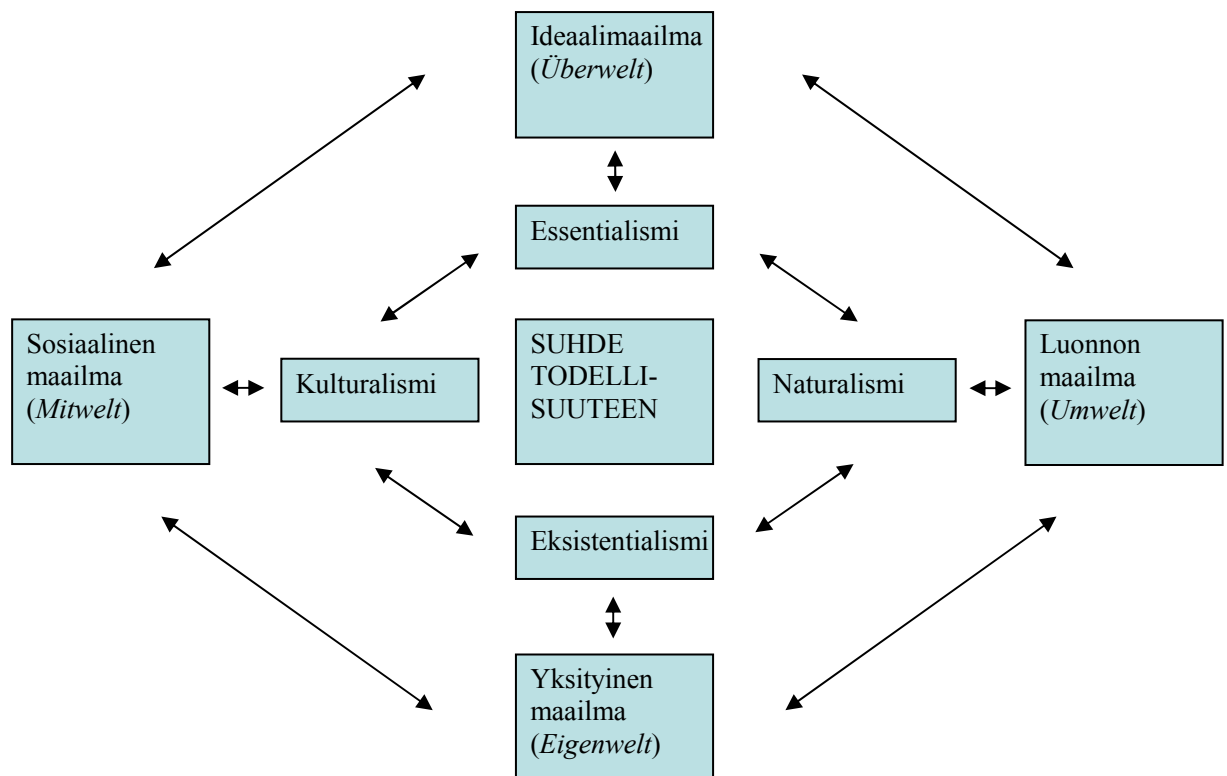 Ideaalimaailma
(Überwelt)
Essentialismi
Sosiaalinen
maailma
(Mitwelt)
Kulturalismi
SUHDE
TODELLI-
SUUTEEN
Naturalismi
Luonnon
maailma
(Umwelt)
Eksistentialismi
Yksityinen
maailma
(Eigenwelt)